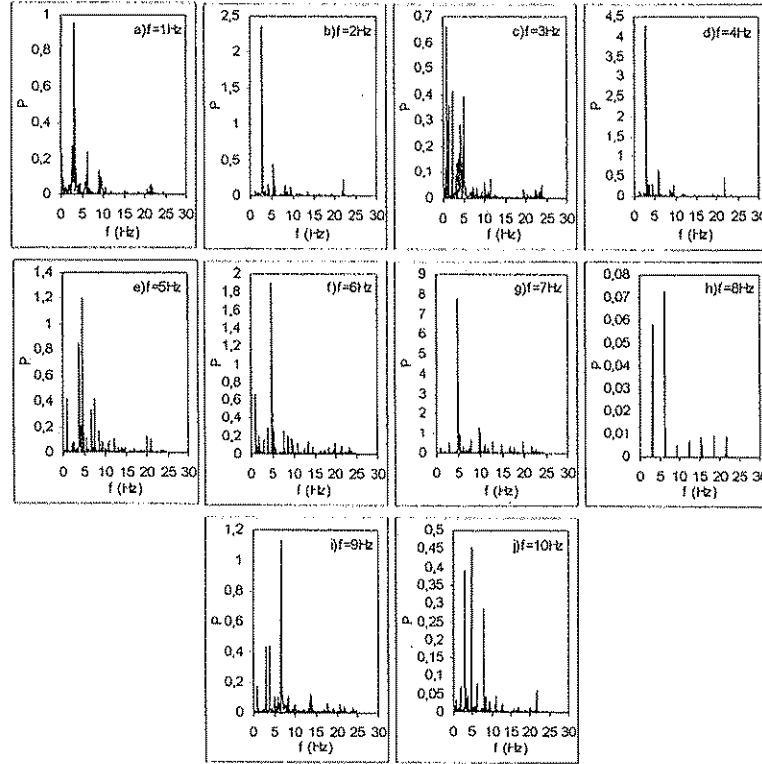 a)f=1Hz
1
0,8
0,6
0,4
0,2
0
P
0 5 10 15 20 25 30
f (Hz)
b)f=2Hz
2,5
2
1,5
1
0,5
0
P
0 5 10 15 20 25 30
f (Hz)
c)f=3Hz
0,7
0,6
0,5
0,4
0,3
0,2
0,1
0
P
0 5 10 15 20 25 30
f (Hz)
d)f=4Hz
4,5
4
3,5
3
2,5
2
1,5
1
0,5
0
P
0 5 10 15 20 25 30
f (Hz)
e)f=5Hz
1,4
1,2
1
0,8
0,6
0,4
0,2
0
P
0 5 10 15 20 25 30
f (Hz)
f)f=6Hz
2
1,8
1,6
1,4
1,2
1
0,8
0,6
0,4
0,2
0
P
0 5 10 15 20 25 30
f (Hz)
g)f=7Hz
9
8
7
6
5
4
3
2
1
0
P
0 5 10 15 20 25 30
f (Hz)
h)f=8Hz
0,08
0,07
0,06
0,05
0,04
0,03
0,02
0,01
0
P
0 5 10 15 20 25 30
f (Hz)
i)f=9Hz
1,2
1
0,8
0,6
0,4
0,2
0
P
0 5 10 15 20 25 30
f (Hz)
j)f=10Hz
0,5
0,45
0,4
0,35
0,3
0,25
0,2
0,15
0,1
0,05
0
P
0 5 10 15 20 25 30
f (Hz)